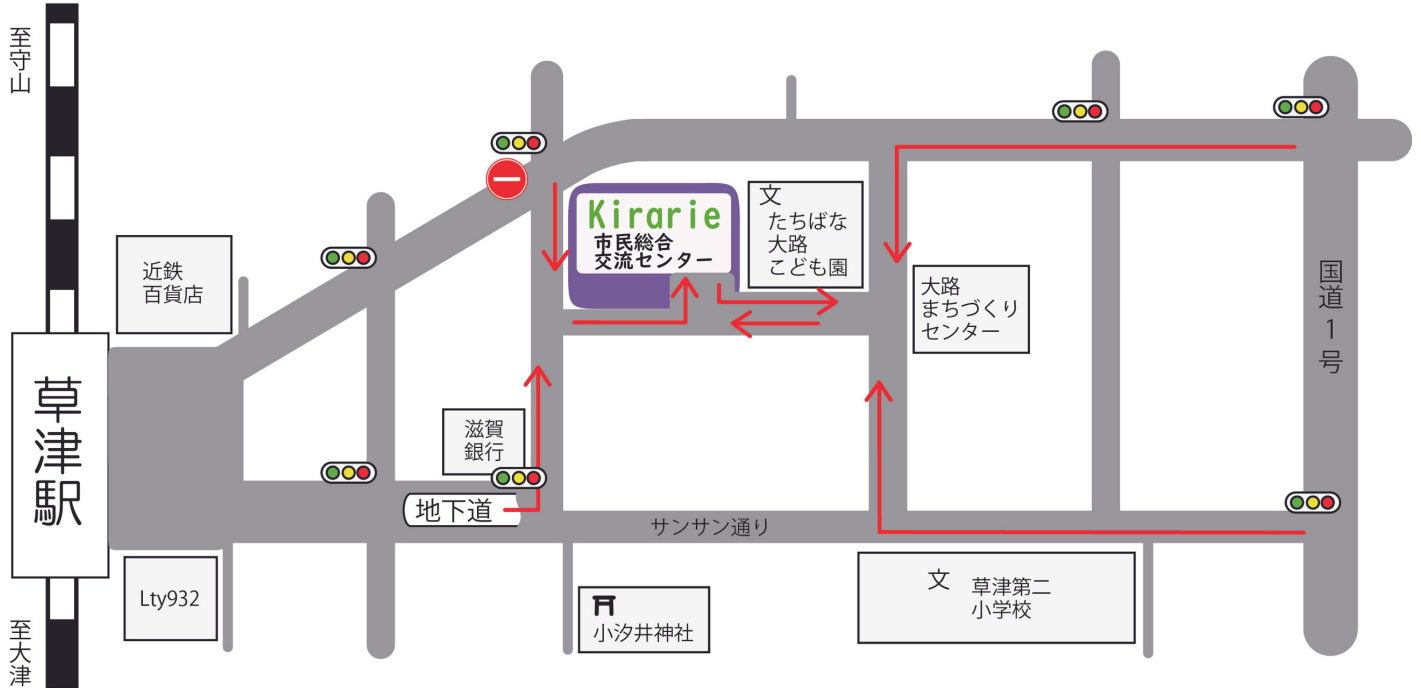 至守山
Kirarie
市民総合
交流センター
文
たちばな
大路
こども園
近鉄
百貨店
大路
まちづくり
センター
国道1号
草津駅
滋賀
銀行
地下道
サンサン通り
Lty932
小汐井神社
文
草津第二
小学校
至大津